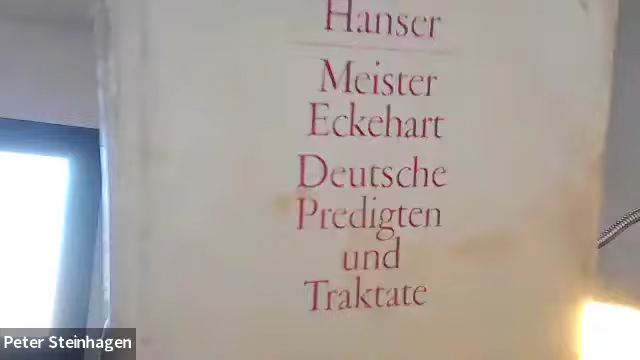 Hanser
Meister
Eckehart
Deutsche
Predigten
und
Traktate
Peter Steinhagen